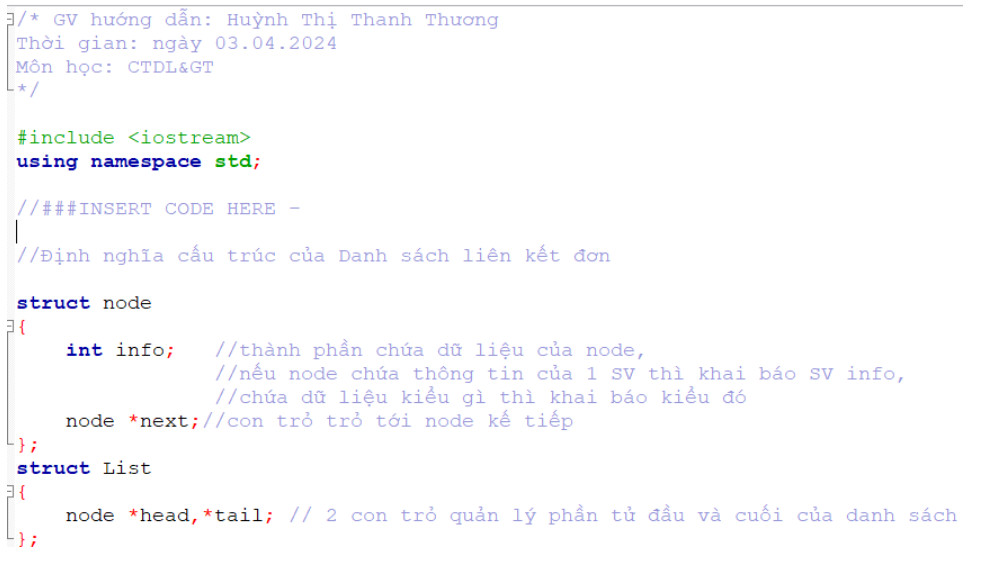 /* GV hướng dẫn: Huỳnh Thị Thanh Thương
Thời gian: ngày 03.04.2024
Môn học: CTDL&GT
*/
#include <iostream>
using namespace std;
//###INSERT CODE HERE -
//Định nghĩa cấu trúc của Danh sách liên kết đơn
struct node
{
int info; //thành phần chứa dữ liệu của node,
//nếu node chứa thông tin của 1 SV thì khai báo SV info,
//chứa dữ liệu kiểu gì thì khai báo kiểu đó
node *next;//con trỏ trỏ tới node kế tiếp
};
struct List
{
node *head,*tail; // 2 con trỏ quản lý phần tử đầu và cuối của danh sách
};